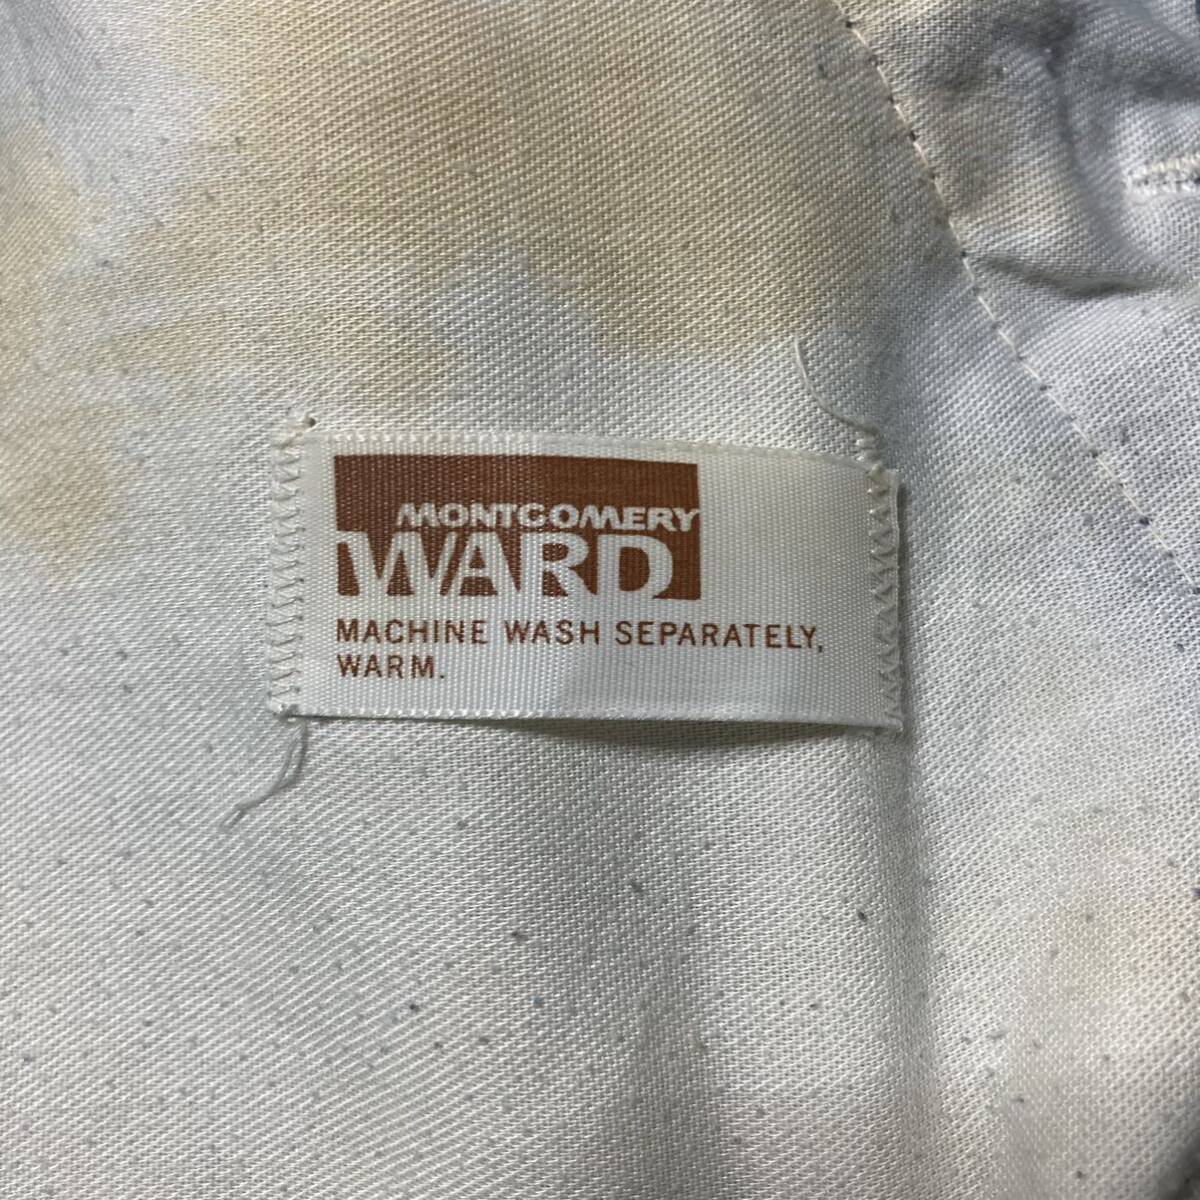 MONTGOMERY
WARD
MACHINE WASH SEPARATELY,
WARM.